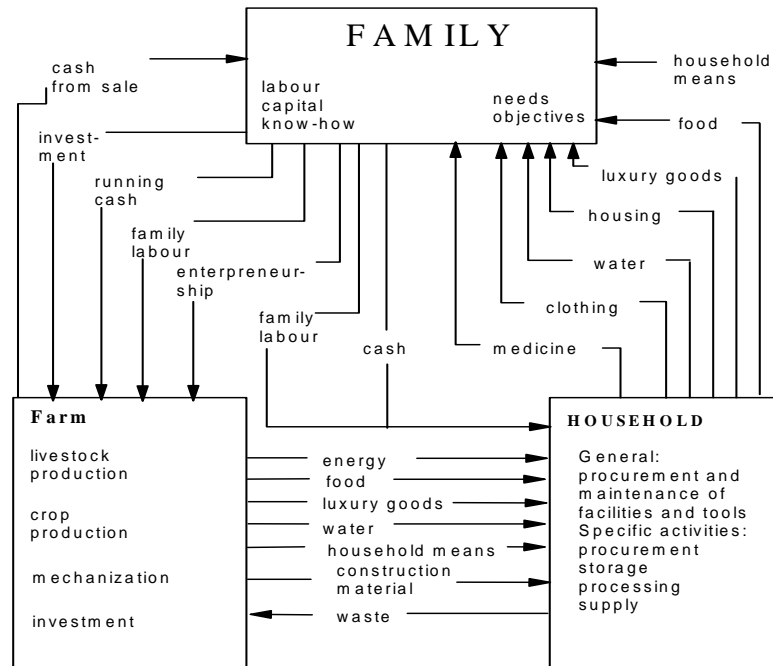 FAMILY
labour
capital
know-how
needs
objectives
cash
from sale
household
means
invest-
ment
food
running
cash
luxury goods
family
labour
housing
enterpreneur-
ship
water
family
labour
clothing
cash
medicine
Farm
livestock
production
crop
production
mechanization
investment
energy
food
luxury goods
water
household means
construction
material
waste
HOUSEHOLD
General:
procurement and
maintenance of
facilities and tools
Specific activities:
procurement
storage
processing
supply